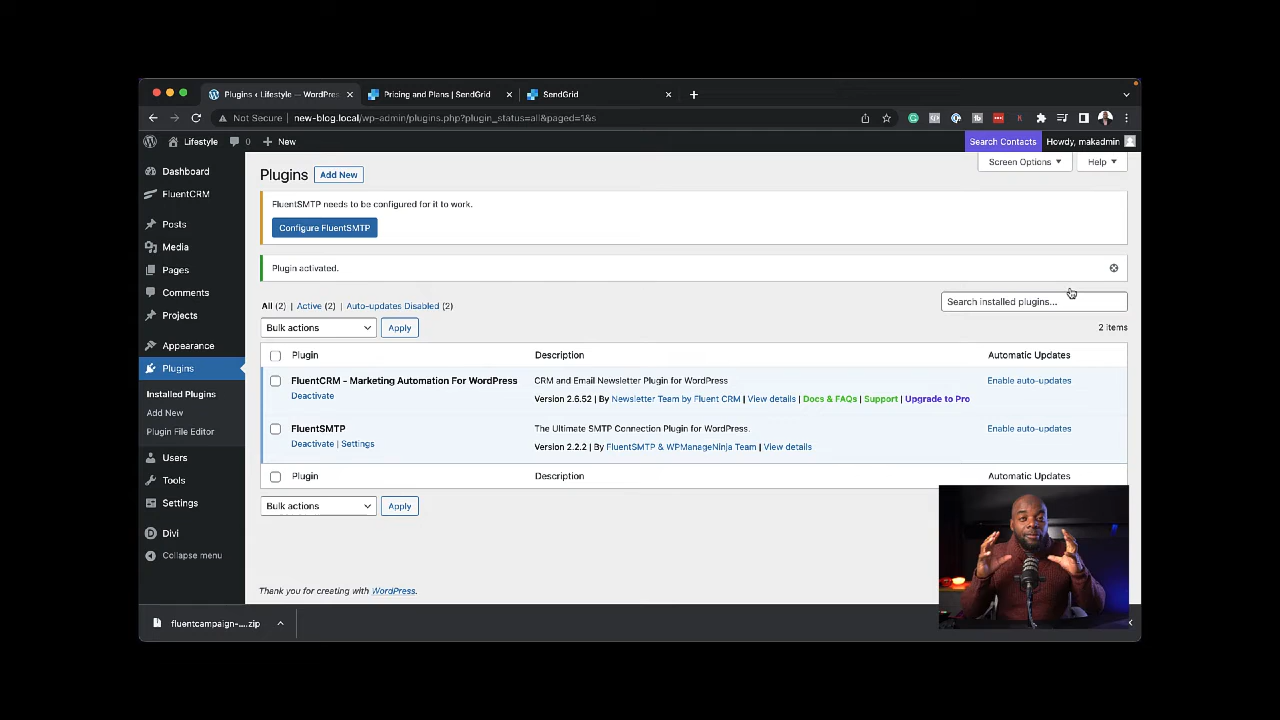 Plugins ‹ Lifestyle — WordPres
Pricing and Plans | SendGrid
SendGrid
Not Secure | new-blog.local/wp-admin/plugins.php?plugin_status=all&paged=1&s
Lifestyle 0 + New Search Contacts Howdy, makadmin
Screen Options Help
Dashboard
FluentCRM
Posts
Media
Pages
Comments
Projects
Appearance
Plugins
Installed Plugins
Add New
Plugin File Editor
Users
Tools
Settings
Divi
Collapse menu
Plugins Add New
FluentSMTP needs to be configured for it to work.
Configure FluentSMTP
Plugin activated.
All (2) | Active (2) | Auto-updates Disabled (2)
Search installed plugins...
Bulk actions Apply
2 items
Plugin Description Automatic Updates
FluentCRM - Marketing Automation For WordPress CRM and Email Newsletter Plugin for WordPress Enable auto-updates
Deactivate Version 2.6.52 | By Newsletter Team by Fluent CRM | View details | Docs & FAQs | Support | Upgrade to Pro
FluentSMTP The Ultimate SMTP Connection Plugin for WordPress. Enable auto-updates
Deactivate | Settings Version 2.2.2 | By FluentSMTP & WPManageNinja Team | View details
Plugin Description Automatic Updates
Bulk actions Apply
Thank you for creating with WordPress.
fluentcampaign-....zip